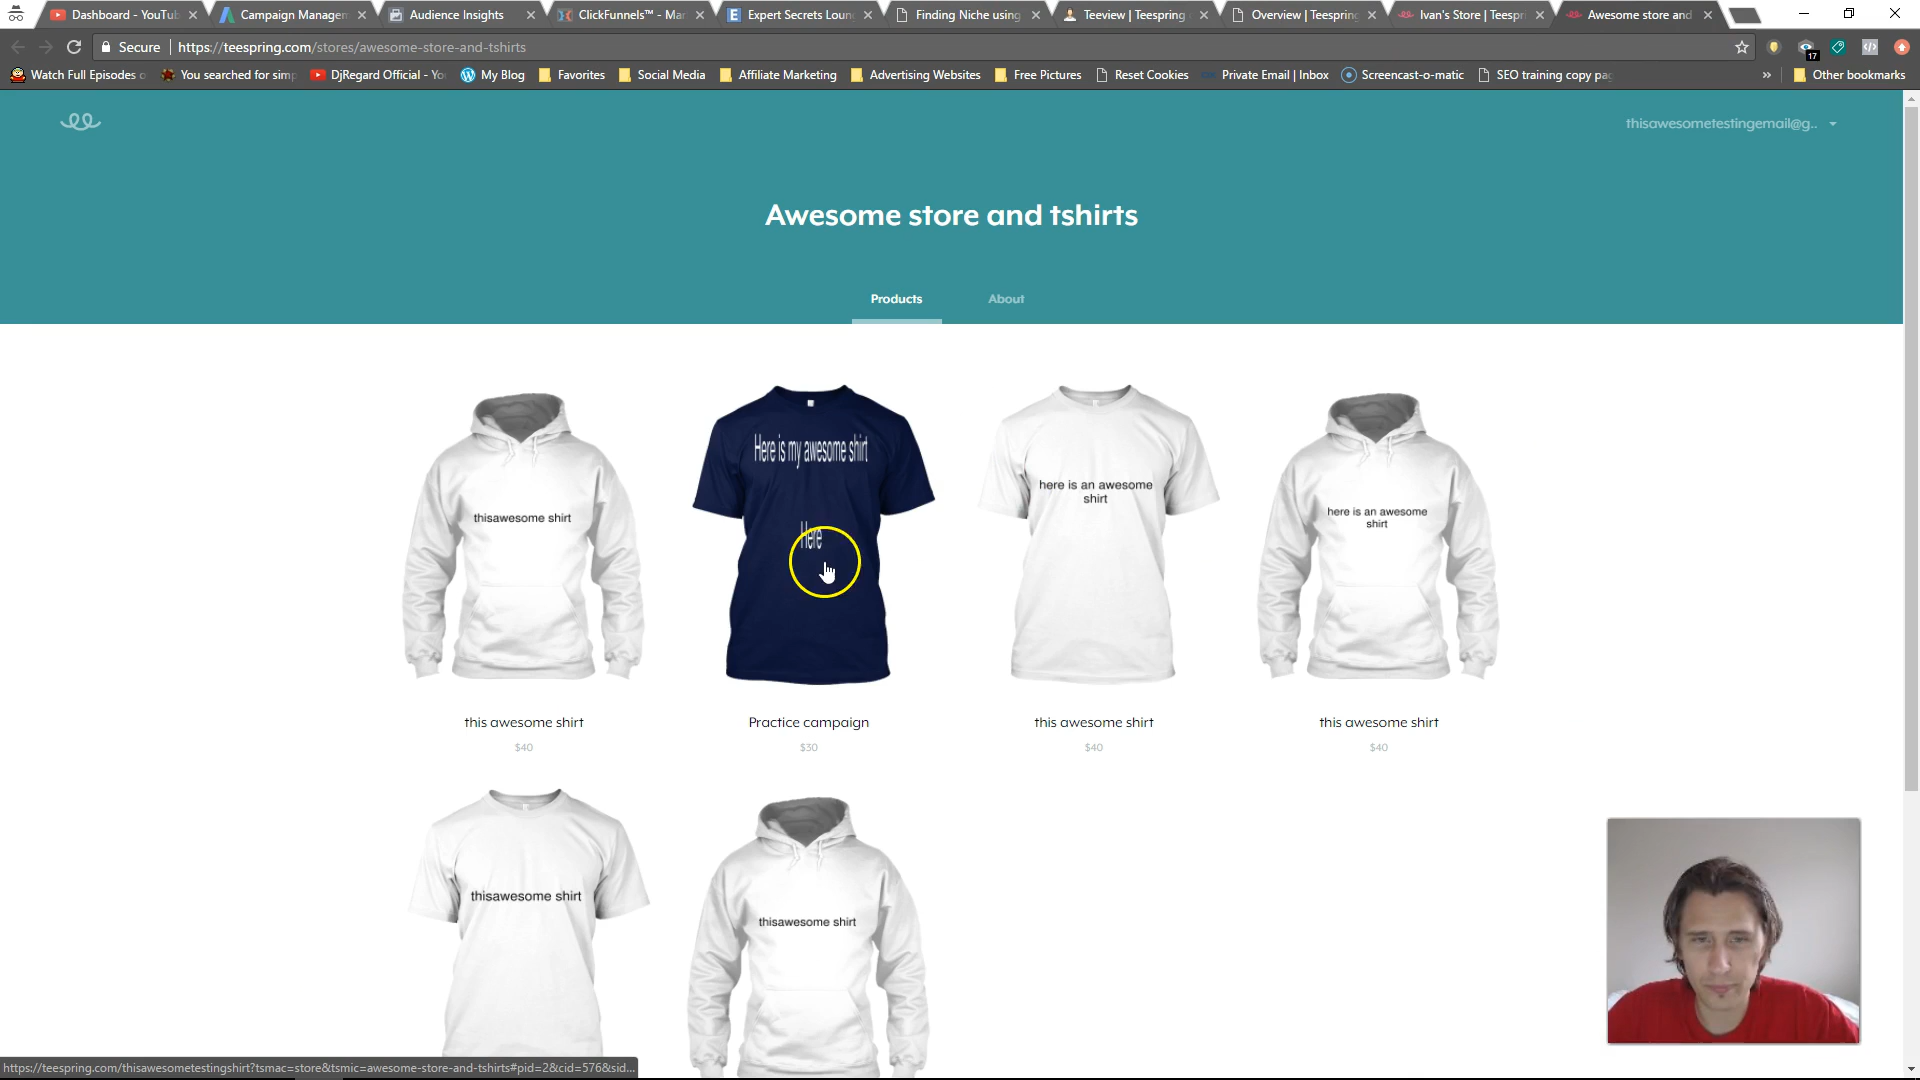 Dashboard - YouTub
Campaign Managem
Audience Insights
ClickFunnels™ - Mar
Expert Secrets Loun
Finding Niche using
Teeview | Teespring
Overview | Teespring
Ivan's Store | Teespri
Awesome store and
Secure
https://teespring.com/stores/awesome-store-and-tshirts
17
Watch Full Episodes o
You searched for simp
DjRegard Official - Yo
My Blog
Favorites
Social Media
Affiliate Marketing
Advertising Websites
Free Pictures
Reset Cookies
Private Email | Inbox
Screencast-o-matic
SEO training copy pag
»
Other bookmarks
thisawesometestingemail@g..
Awesome store and tshirts
Products
About
thisawesome shirt
Here is my awesome shirt
Here
here is an awesome
shirt
here is an awesome
shirt
this awesome shirt
$40
Practice campaign
$30
this awesome shirt
$40
this awesome shirt
$40
thisawesome shirt
thisawesome shirt
https://teespring.com/thisawesometestingshirt?tsmac=store&tsmic=awesome-store-and-tshirts#pid=2&cid=576&sid...